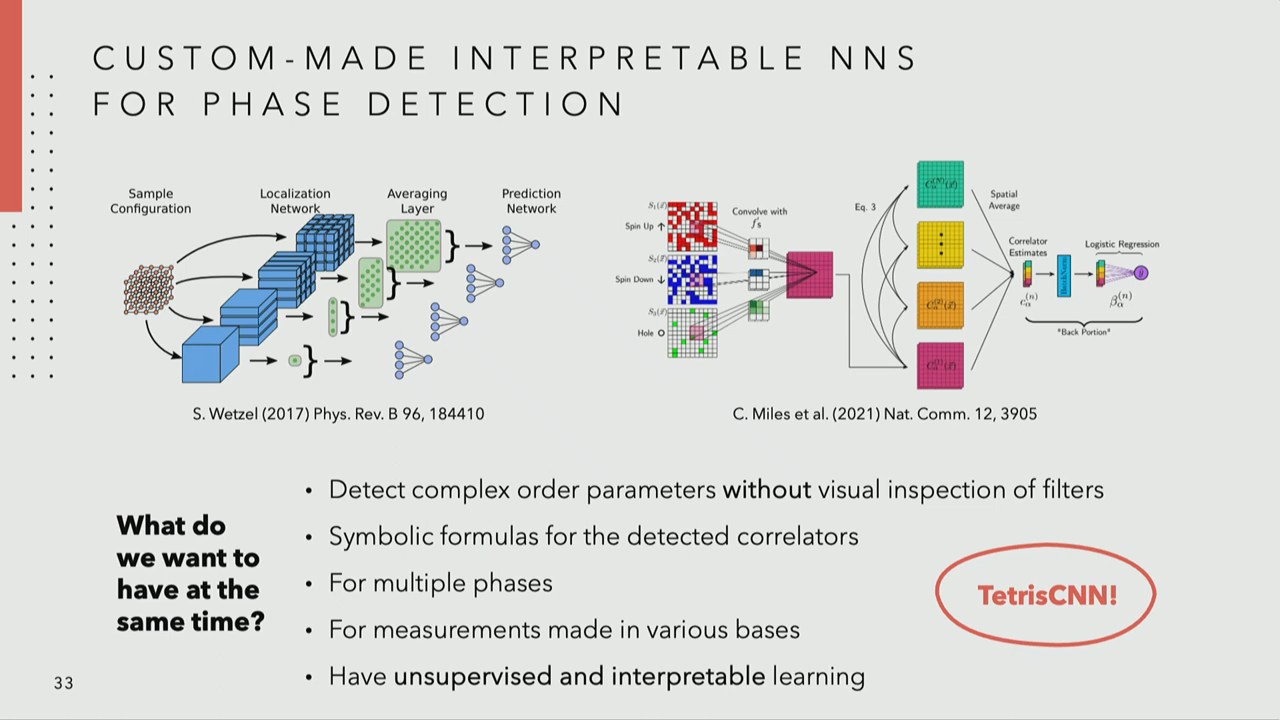 CUSTOM-MADE INTERPRETABLE NNS
FOR PHASE DETECTION
Sample
Configuration
Localization
Network
Averaging
Layer
Prediction
Network
S. Wetzel (2017) Phys. Rev. B 96, 184410
Spin Up ↑
Spin Down ↓
Hole O
Convolve with
f's
Eq. 3
Spatial
Average
Correlator
Estimates
Logistic Regression
BatchNorm
"Back Portion"
C. Miles et al. (2021) Nat. Comm. 12, 3905
What do
we want to
have at the
same time?
• Detect complex order parameters without visual inspection of filters
• Symbolic formulas for the detected correlators
• For multiple phases
• For measurements made in various bases
• Have unsupervised and interpretable learning
TetrisCNN!
33